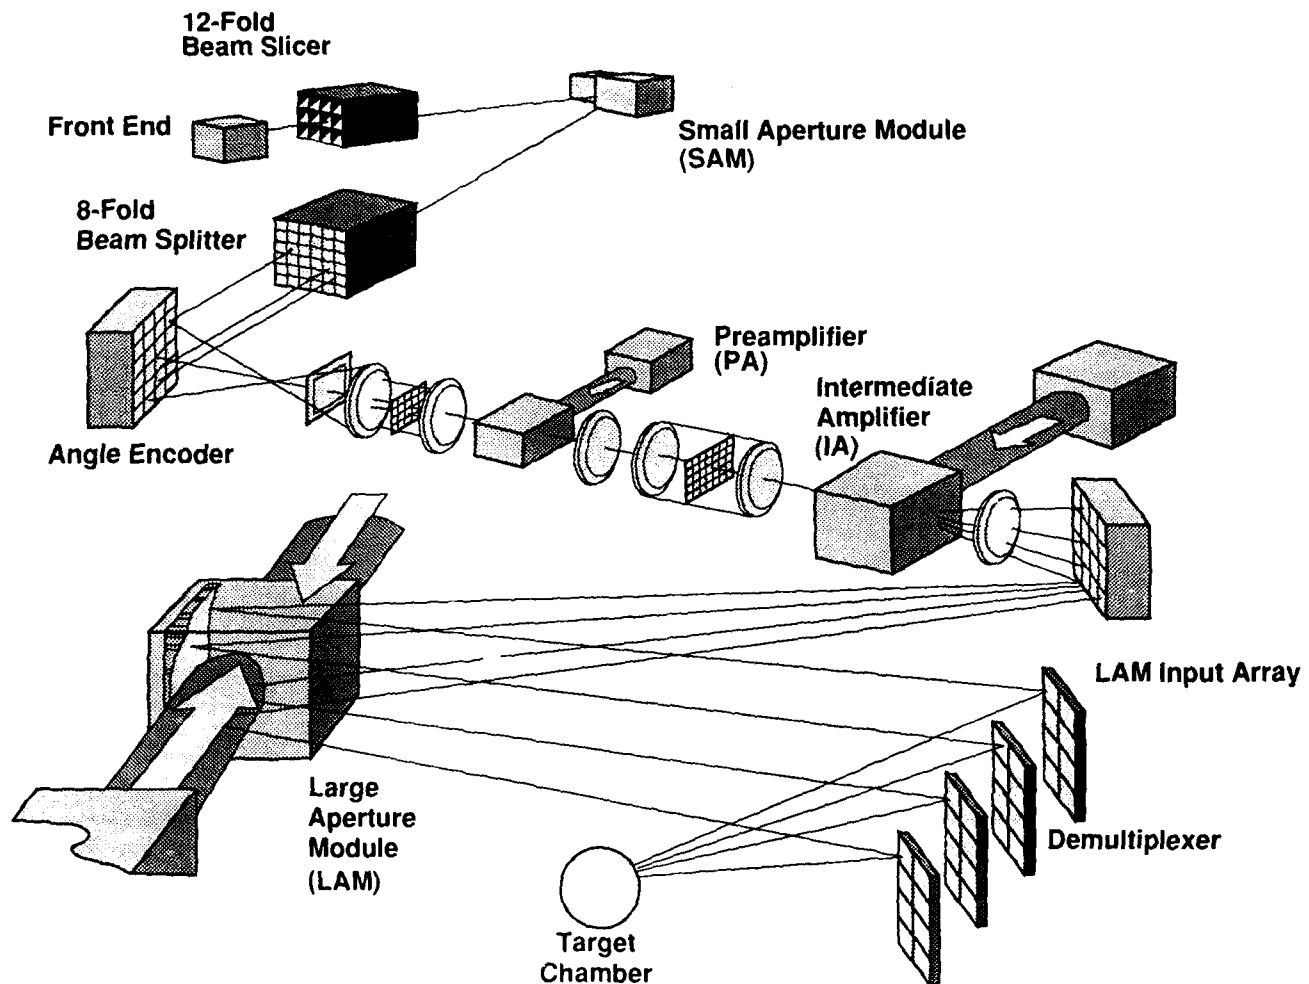 12-Fold
Beam Slicer
Front End
Small Aperture Module
(SAM)
8-Fold
Beam Splitter
Preamplifier
(PA)
Intermediate
Amplifier
(IA)
Angle Encoder
LAM Input Array
Large
Aperture
Module
(LAM)
Demultiplexer
Target
Chamber